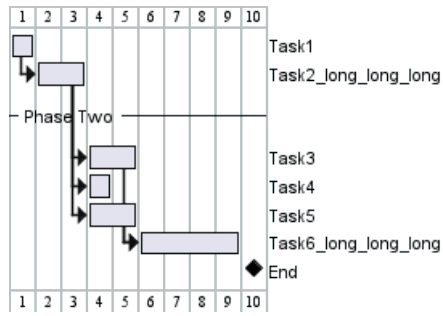 1 2 3 4 5 6 7 8 9 10
Task1
Task2_long_long_long
Phase Two
Task3
Task4
Task5
Task6_long_long_long
End
1 2 3 4 5 6 7 8 9 10